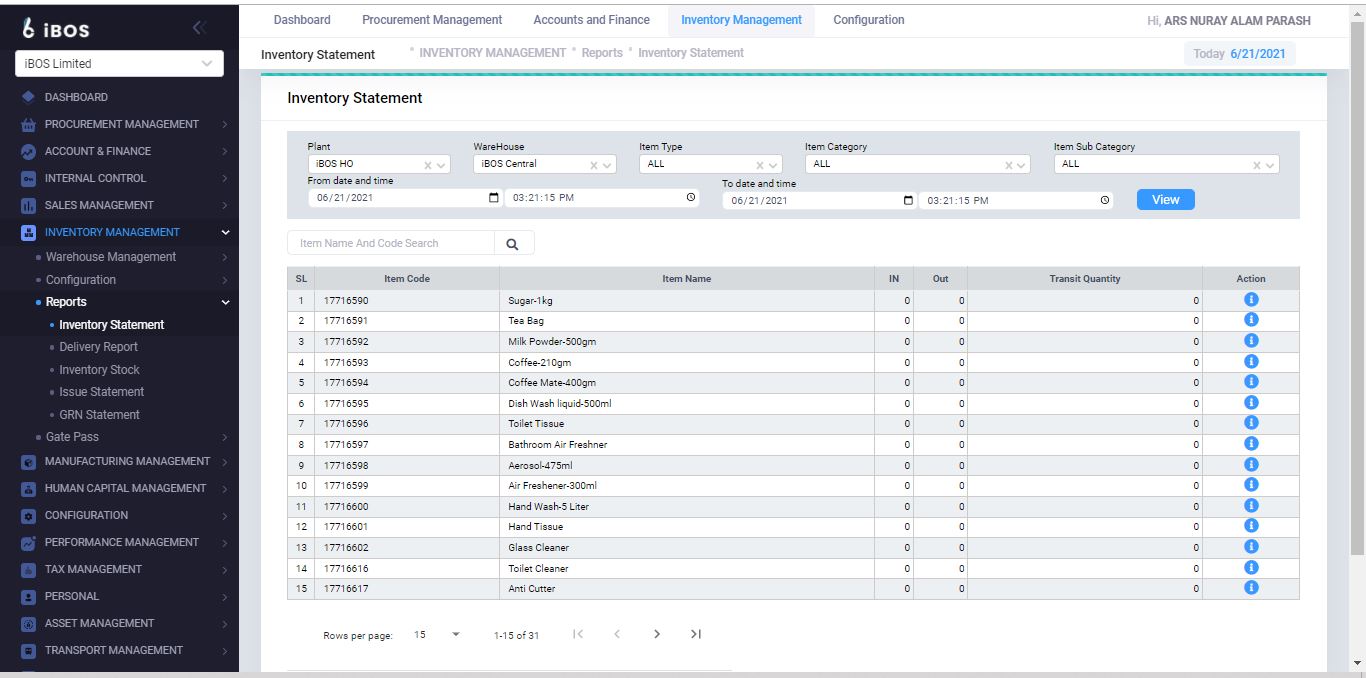 iBOS
iBOS Limited
DASHBOARD
PROCUREMENT MANAGEMENT
ACCOUNT & FINANCE
INTERNAL CONTROL
SALES MANAGEMENT
INVENTORY MANAGEMENT
Warehouse Management
Configuration
Reports
Inventory Statement
Delivery Report
Inventory Stock
Issue Statement
GRN Statement
Gate Pass
MANUFACTURING MANAGEMENT
HUMAN CAPITAL MANAGEMENT
CONFIGURATION
PERFORMANCE MANAGEMENT
TAX MANAGEMENT
PERSONAL
ASSET MANAGEMENT
TRANSPORT MANAGEMENT
Dashboard Procurement Management Accounts and Finance Inventory Management Configuration Hi, ARS NURAY ALAM PARASH
Inventory Statement INVENTORY MANAGEMENT Reports Inventory Statement Today 6/21/2021
Inventory Statement
Plant WareHouse Item Type Item Category Item Sub Category
iBOS HO iBOS Central ALL ALL ALL
From date and time To date and time
06/21/2021 03:21:15 PM 06/21/2021 03:21:15 PM View
Item Name And Code Search
SL Item Code Item Name IN Out Transit Quantity Action
1 17716590 Sugar-1kg 0 0 0
2 17716591 Tea Bag 0 0 0
3 17716592 Milk Powder-500gm 0 0 0
4 17716593 Coffee-210gm 0 0 0
5 17716594 Coffee Mate-400gm 0 0 0
6 17716595 Dish Wash liquid-500ml 0 0 0
7 17716596 Toilet Tissue 0 0 0
8 17716597 Bathroom Air Freshner 0 0 0
9 17716598 Aerosol-475ml 0 0 0
10 17716599 Air Freshener-300ml 0 0 0
11 17716600 Hand Wash-5 Liter 0 0 0
12 17716601 Hand Tissue 0 0 0
13 17716602 Glass Cleaner 0 0 0
14 17716616 Toilet Cleaner 0 0 0
15 17716617 Anti Cutter 0 0 0
Rows per page: 15 1-15 of 31